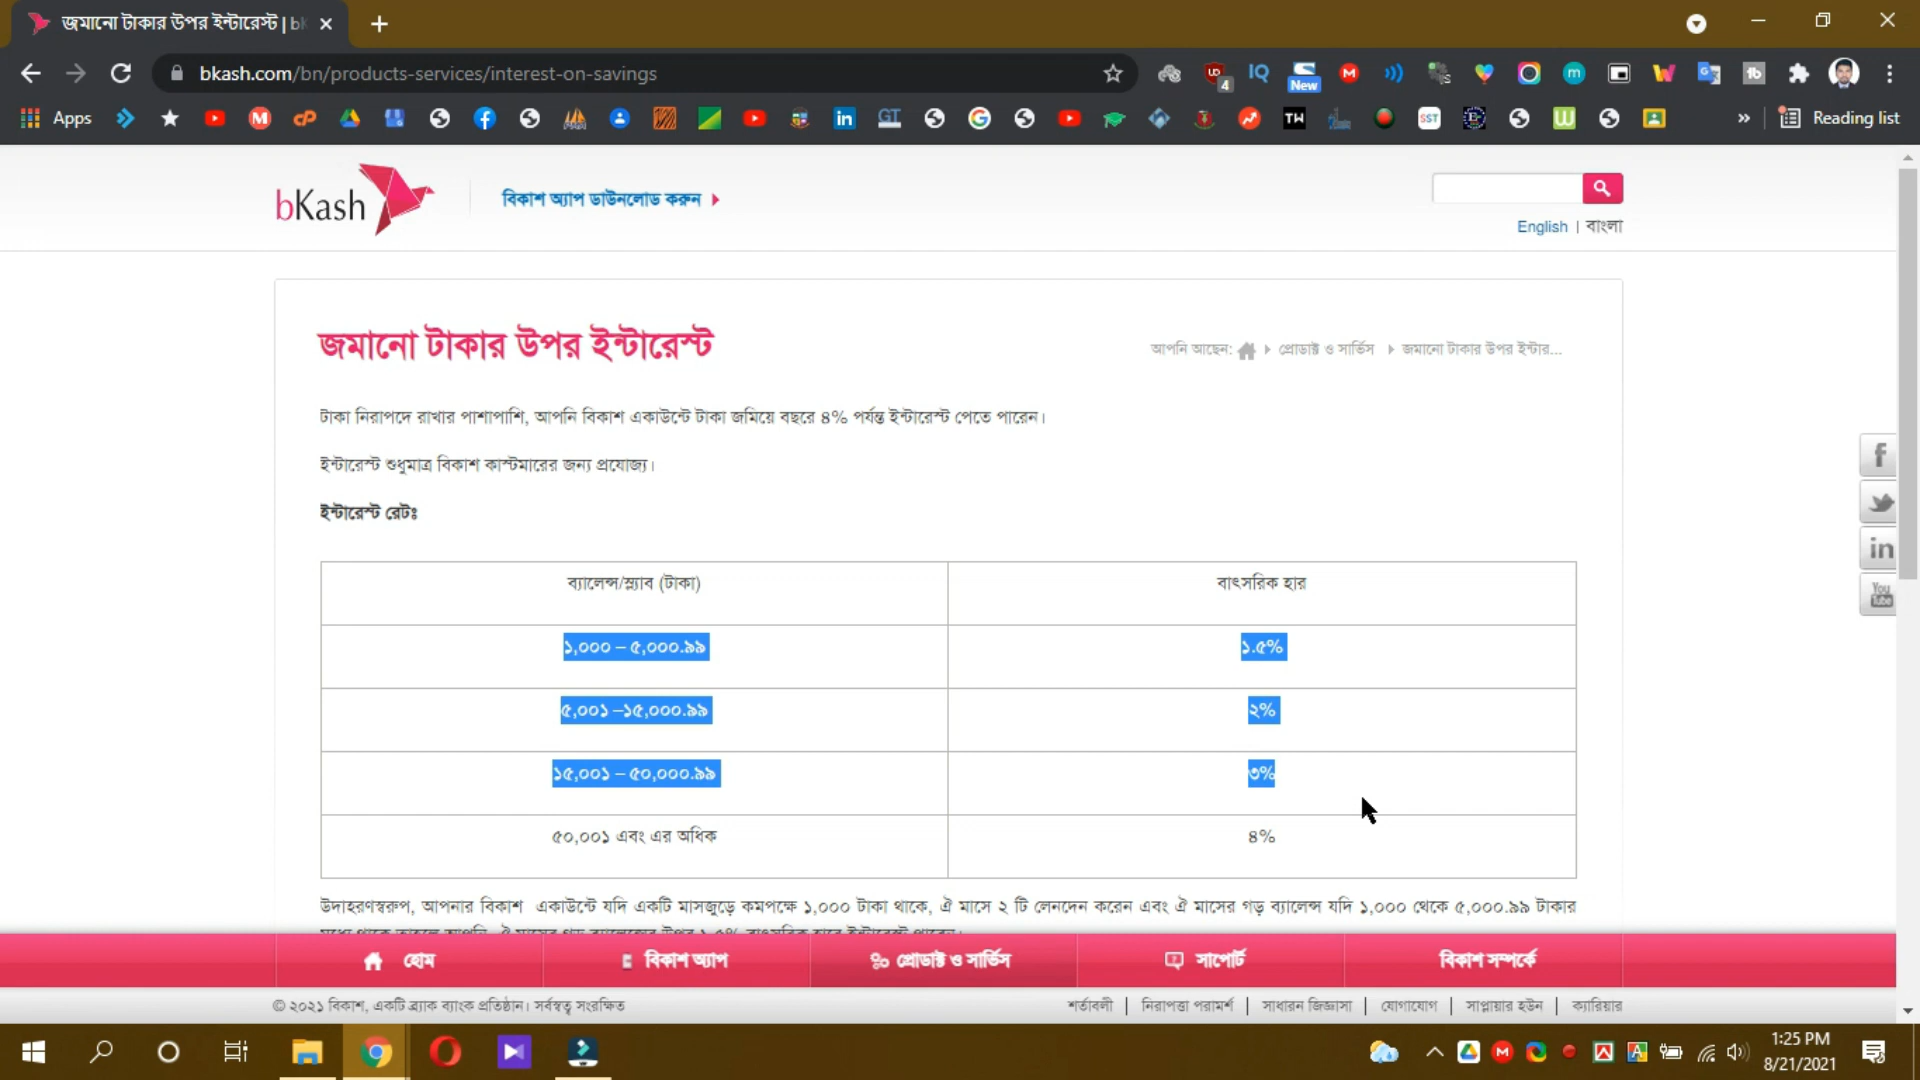 জমানো টাকার উপর ইন্টারেস্ট | bK
bkash.com/bn/products-services/interest-on-savings
New
Apps
Reading list
bKash
বিকাশ অ্যাপ ডাউনলোড করুন
English | বাংলা
জমানো টাকার উপর ইন্টারেস্ট
আপনি আছেন: প্রোডাক্ট ও সার্ভিস জমানো টাকার উপর ইন্টার...
টাকা নিরাপদে রাখার পাশাপাশি, আপনি বিকাশ একাউন্টে টাকা জমিয়ে বছরে ৪% পর্যন্ত ইন্টারেস্ট পেতে পারেন।
ইন্টারেস্ট শুধুমাত্র বিকাশ কাস্টমারের জন্য প্রযোজ্য।
ইন্টারেস্ট রেটঃ
ব্যালেন্স/স্ল্যাব (টাকা) বাৎসরিক হার
১,০০০ – ৫,০০০.৯৯ ১.৫%
৫,০০১ –১৫,০০০.৯৯ ২%
১৫,০০১ – ৫০,০০০.৯৯ ৩%
৫০,০০১ এবং এর অধিক ৪%
উদাহরণস্বরুপ, আপনার বিকাশ একাউন্টে যদি একটি মাসজুড়ে কমপক্ষে ১,০০০ টাকা থাকে, ঐ মাসে ২ টি লেনদেন করেন এবং ঐ মাসের গড় ব্যালেন্স যদি ১,০০০ থেকে ৫,০০০.৯৯ টাকার
হোম বিকাশ অ্যাপ প্রোডাক্ট ও সার্ভিস সাপোর্ট বিকাশ সম্পর্কে
© ২০২১ বিকাশ, একটি ব্র্যাক ব্যাংক প্রতিষ্ঠান। সর্বস্বত্ব সংরক্ষিত
শর্তাবলী | নিরাপত্তা পরামর্শ | সাধারন জিজ্ঞাসা | যোগাযোগ | সাপ্লায়ার হউন | ক্যারিয়ার
1:25 PM
8/21/2021